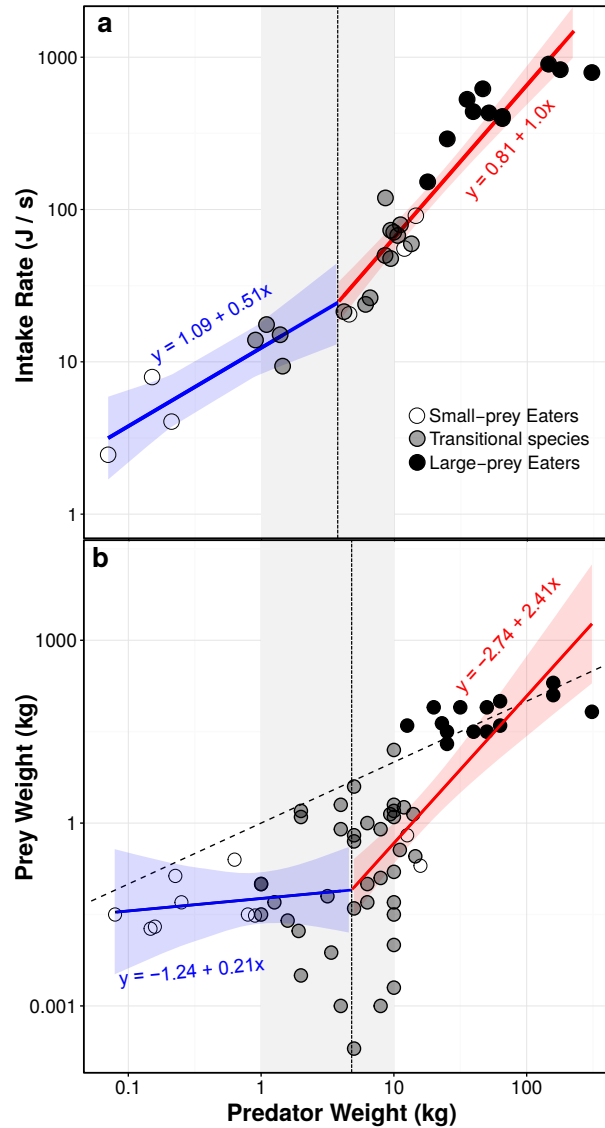 a
1000
100
10
1
Intake Rate (J / s)
y = 1.09 + 0.51x
y = 0.81 + 1.0x
Small−prey Eaters
Transitional species
Large−prey Eaters
b
1000
1
0.001
Prey Weight (kg)
y = −1.24 + 0.21x
y = −2.74 + 2.41x
0.1
1
10
100
Predator Weight (kg)